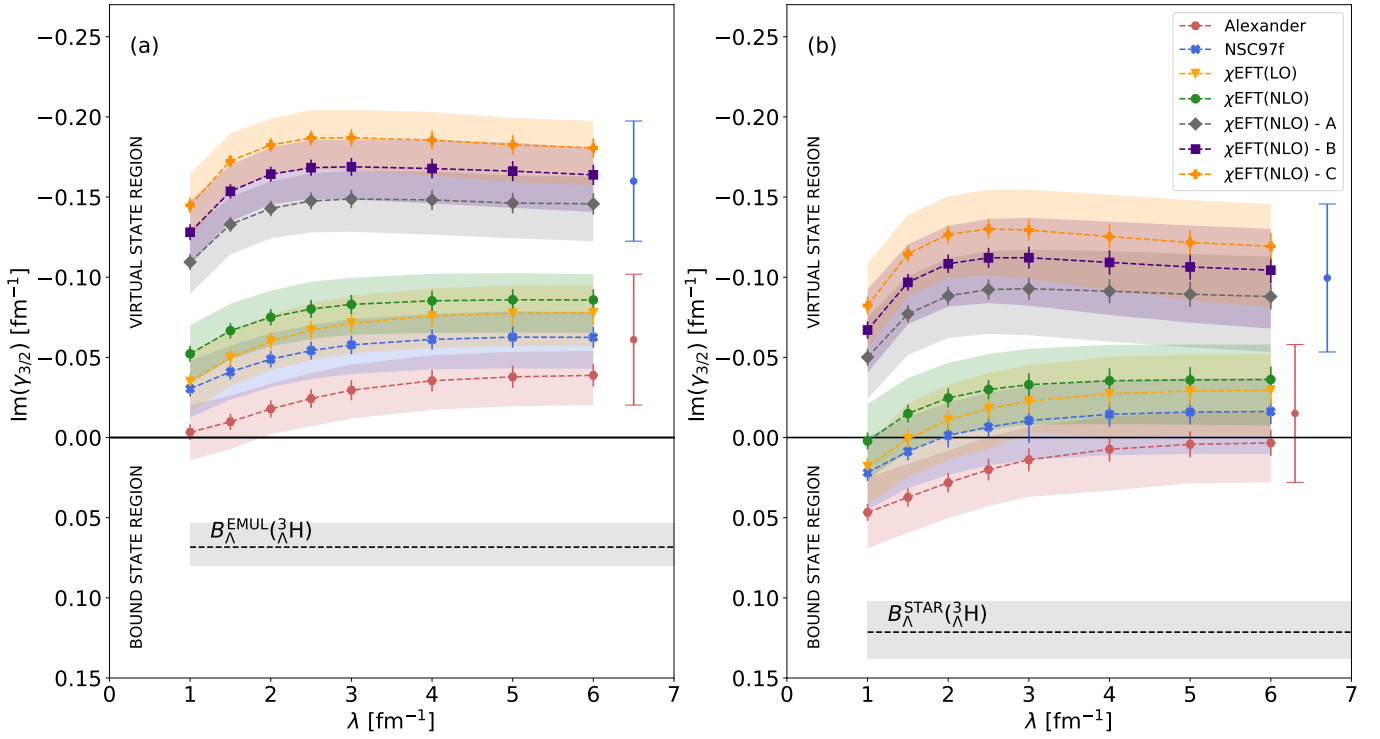 (a)
−0.25
−0.20
−0.15
−0.10
−0.05
0.00
0.05
0.10
0.15
Im(γ3/2) [fm−1]
VIRTUAL STATE REGION
BOUND STATE REGION
BΛEMUL(3ΛH)
0 1 2 3 4 5 6 7
λ [fm−1]
(b)
−0.25
−0.20
−0.15
−0.10
−0.05
0.00
0.05
0.10
0.15
Im(γ3/2) [fm−1]
VIRTUAL STATE REGION
BOUND STATE REGION
Alexander
NSC97f
χEFT(LO)
χEFT(NLO)
χEFT(NLO) - A
χEFT(NLO) - B
χEFT(NLO) - C
BΛSTAR(3ΛH)
0 1 2 3 4 5 6 7
λ [fm−1]